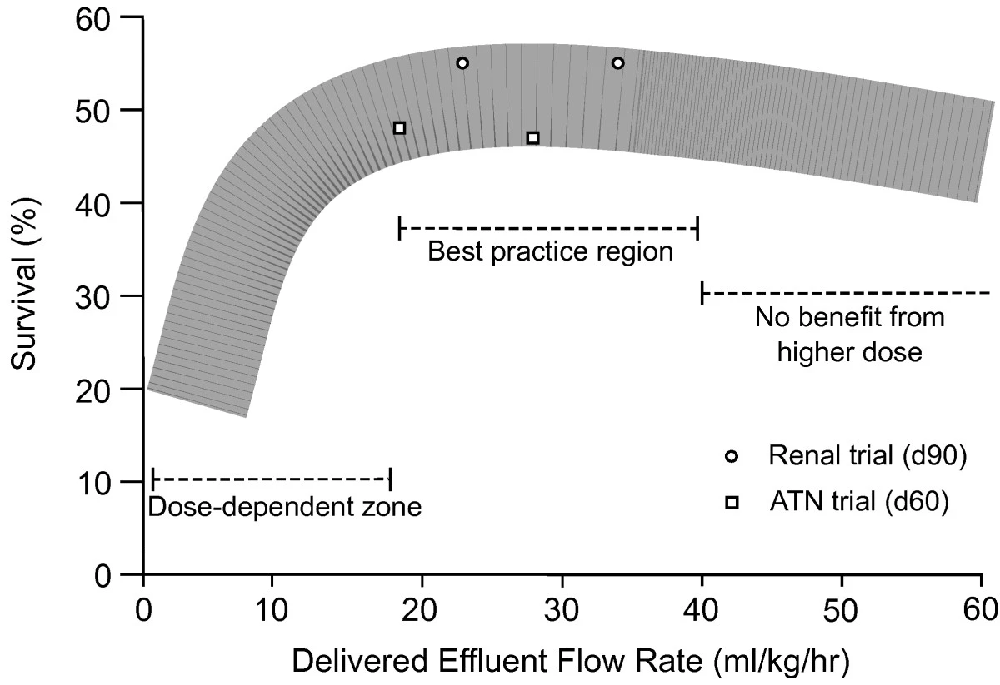 60
50
40
30
20
10
0
Survival (%)
Best practice region
No benefit from
higher dose
Renal trial (d90)
ATN trial (d60)
Dose-dependent zone
0 10 20 30 40 50 60
Delivered Effluent Flow Rate (ml/kg/hr)